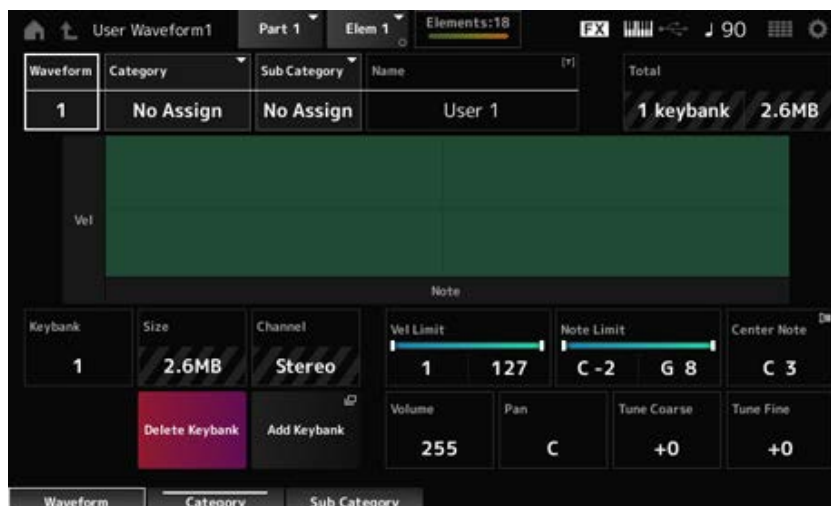 User Waveform1
Part 1
Elem 1
Elements:18
FX
♩ 90
Waveform
1
Category
No Assign
Sub Category
No Assign
Name
User 1
Total
1 keybank 2.6MB
Vel
Note
Keybank
1
Size
2.6MB
Channel
Stereo
Vel Limit
1 127
Note Limit
C -2 G 8
Center Note
C 3
Delete Keybank
Add Keybank
Volume
255
Pan
C
Tune Coarse
+0
Tune Fine
+0
Waveform
Category
Sub Category